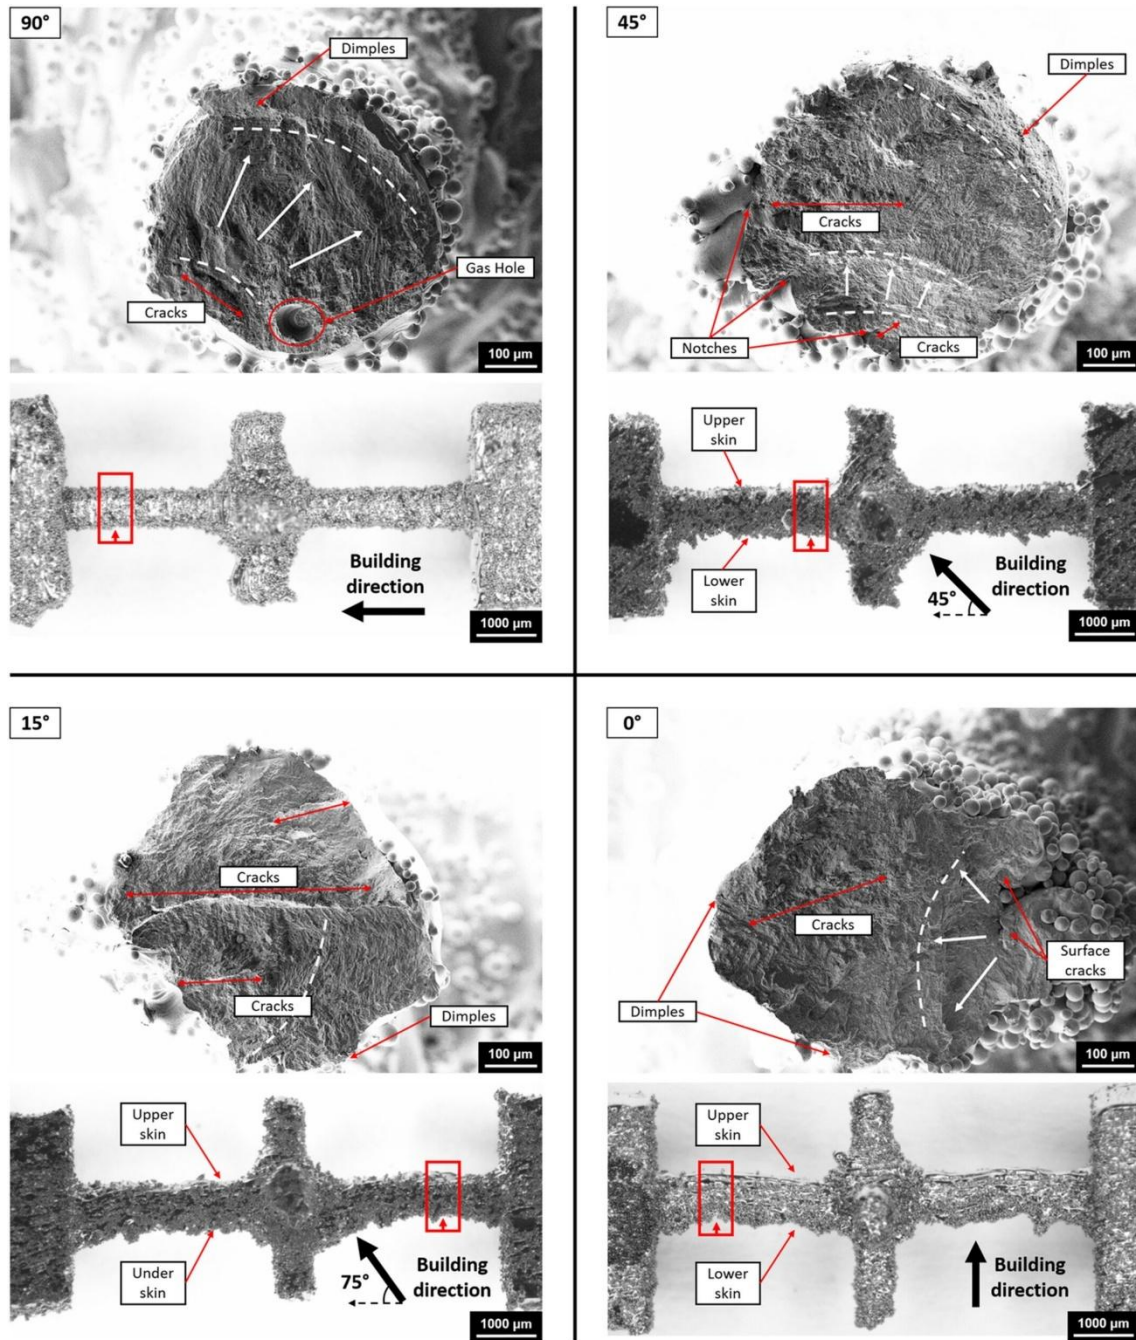 90°
Dimples
Gas Hole
Cracks
100 µm
Building
direction
1000 µm
45°
Dimples
Cracks
Notches
Cracks
100 µm
Upper
skin
Lower
skin
Building
direction
45°
1000 µm
15°
Cracks
Cracks
Dimples
100 µm
Upper
skin
Under
skin
Building
direction
75°
1000 µm
0°
Cracks
Surface
cracks
Dimples
100 µm
Upper
skin
Lower
skin
Building
direction
1000 µm